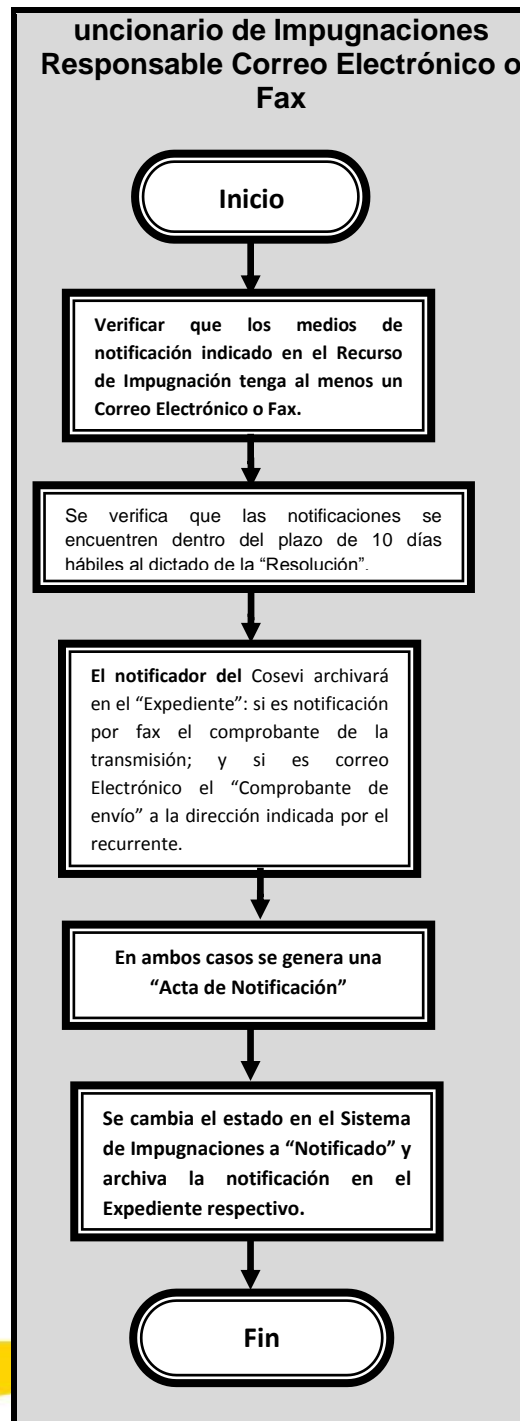 uncionario de Impugnaciones
Responsable Correo Electrónico o
Fax
Inicio
Verificar que los medios de
notificación indicado en el Recurso
de Impugnación tenga al menos un
Correo Electrónico o Fax.
Se verifica que las notificaciones se
encuentren dentro del plazo de 10 días
hábiles al dictado de la “Resolución”.
El notificador del Cosevi archivará
en el “Expediente”: si es notificación
por fax el comprobante de la
transmisión; y si es correo
Electrónico el “Comprobante de
envío” a la dirección indicada por el
recurrente.
En ambos casos se genera una
“Acta de Notificación”
Se cambia el estado en el Sistema
de Impugnaciones a “Notificado” y
archiva la notificación en el
Expediente respectivo.
Fin